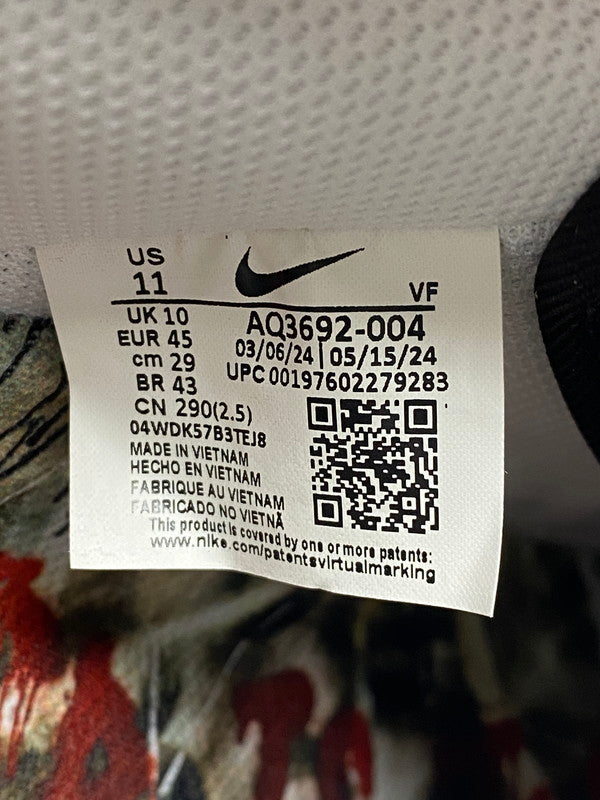 US
11
VF
UK 10
EUR 45
cm 29
BR 43
CN 290(2.5)
AQ3692-004
03/06/24 | 05/15/24
UPC 00197602279283
04WDK57B3TEJ8
MADE IN VIETNAM
HECHO EN VIETNAM
FABRIQUE AU VIETNAM
FABRICADO NO VIETNÃ
This product is covered by one or more patents:
www.nike.com/patentsvirtualmarking